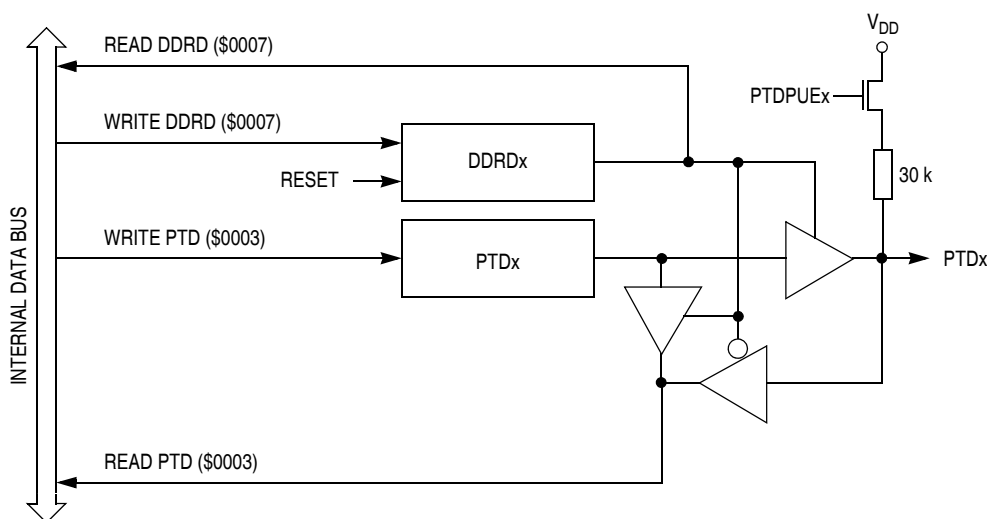 VDD
READ DDRD ($0007)
PTDPUEx
WRITE DDRD ($0007)
DDRDx
RESET
30 k
WRITE PTD ($0003)
PTDx
PTDx
INTERNAL DATA BUS
READ PTD ($0003)